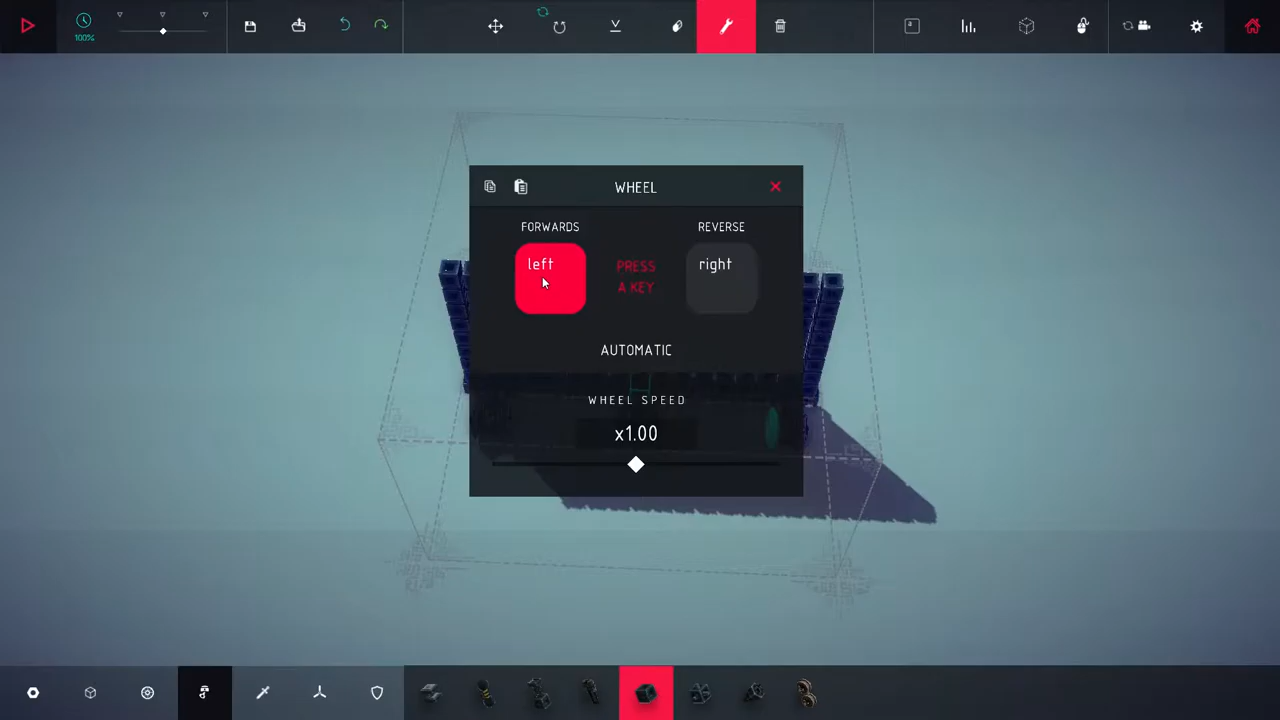 100%
WHEEL
FORWARDS
REVERSE
left
PRESS
A KEY
right
AUTOMATIC
WHEEL SPEED
x1.00